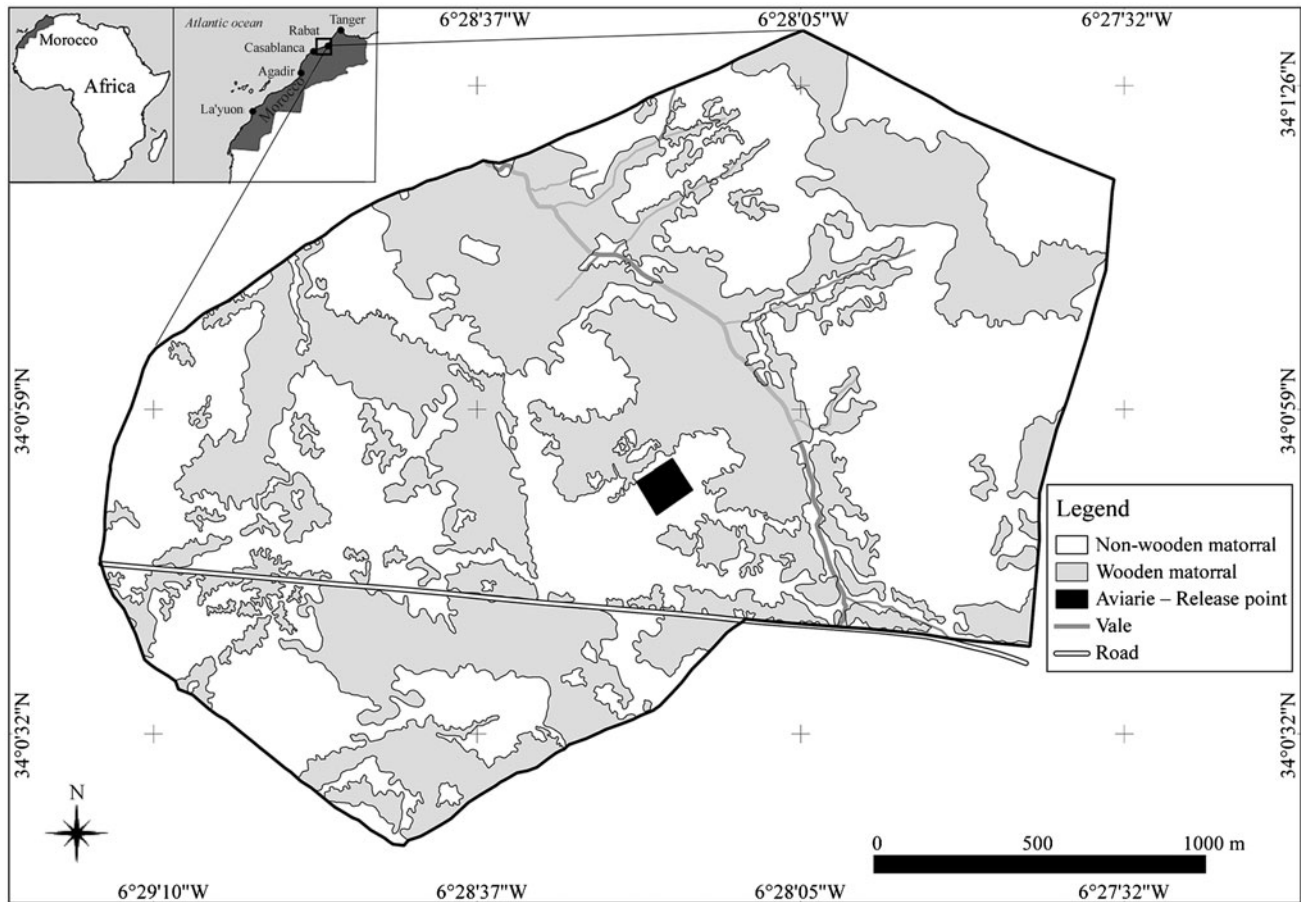 6°28'37"W
6°28'05"W
6°27'32"W
Atlantic ocean
Tanger
Rabat
Casablanca
Agadir
La'yuon
Morocco
Morocco
Africa
34°1'26"N
34°0'59"N
34°0'59"N
34°0'32"N
34°0'32"N
Legend
Non-wooden matorral
Wooden matorral
Aviarie – Release point
Vale
Road
N
0
500
1000 m
6°29'10"W
6°28'37"W
6°28'05"W
6°27'32"W